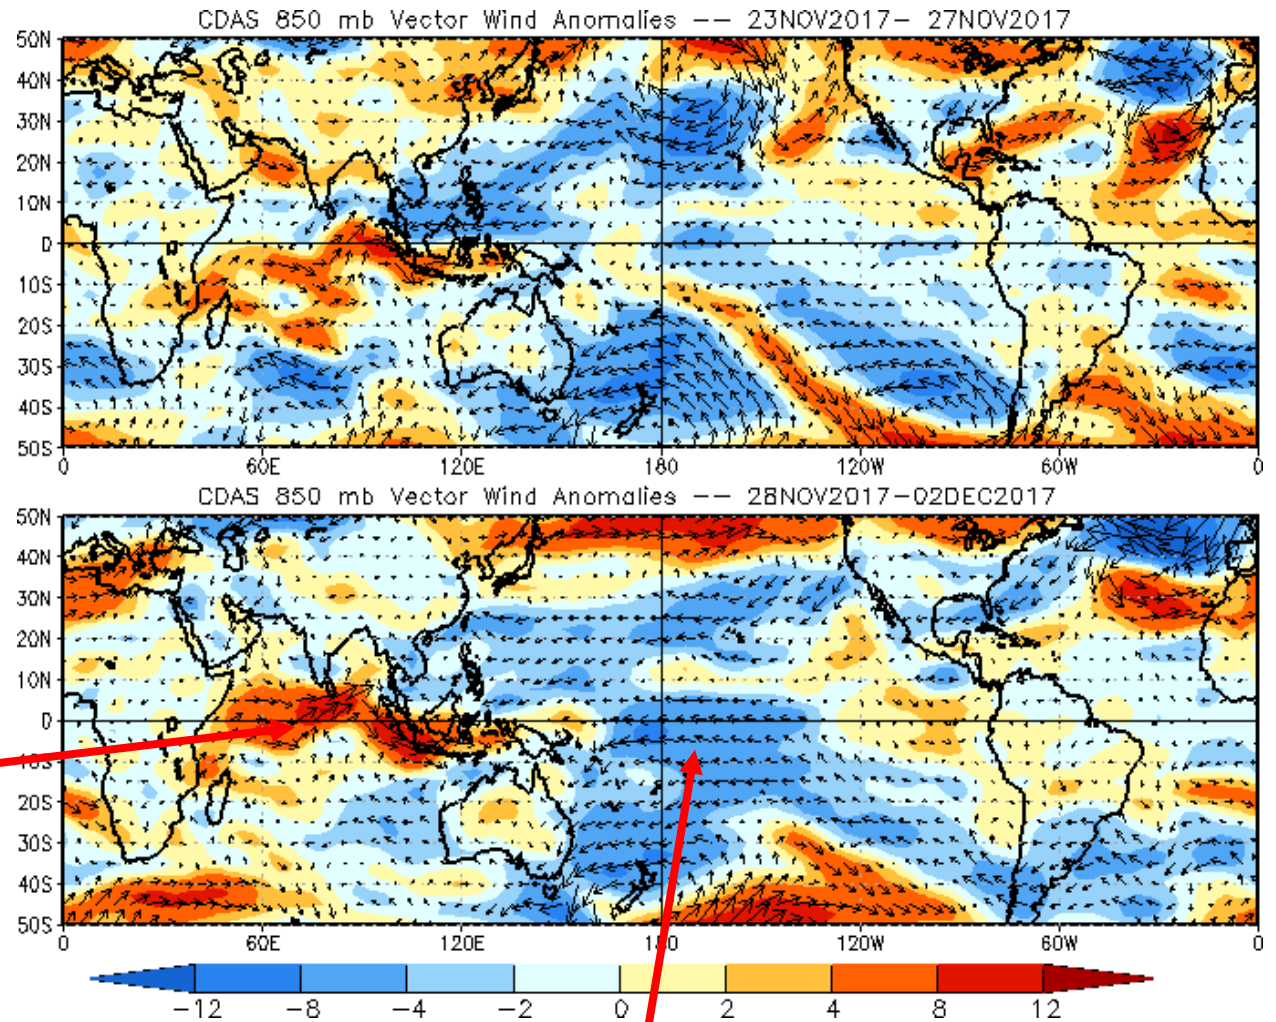 CDAS 850 mb Vector Wind Anomalies -- 23NOV2017- 27NOV2017
50N
40N
30N
20N
10N
0
10S
20S
30S
40S
50S
0 60E 120E 180 120W 60W 0
CDAS 850 mb Vector Wind Anomalies -- 28NOV2017-02DEC2017
50N
40N
30N
20N
10N
0
10S
20S
30S
40S
50S
0 60E 120E 180 120W 60W 0
-12 -8 -4 -2 0 2 4 8 12